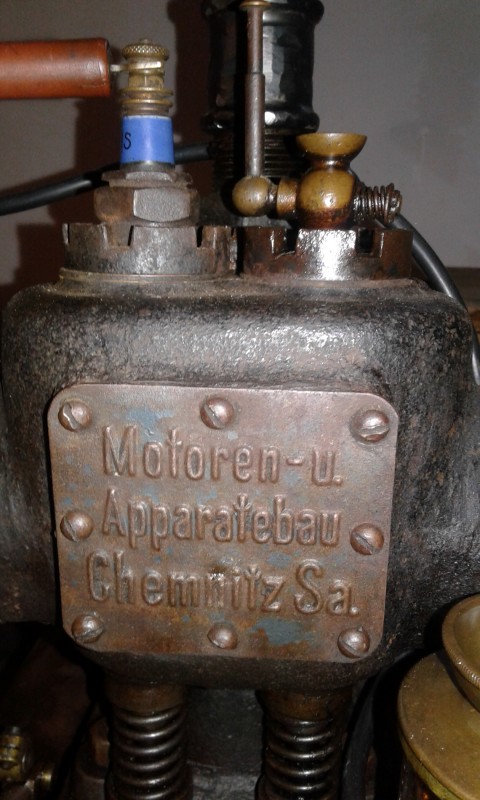 S
Motoren-u.
Apparatebau
Chemnitz Sa.